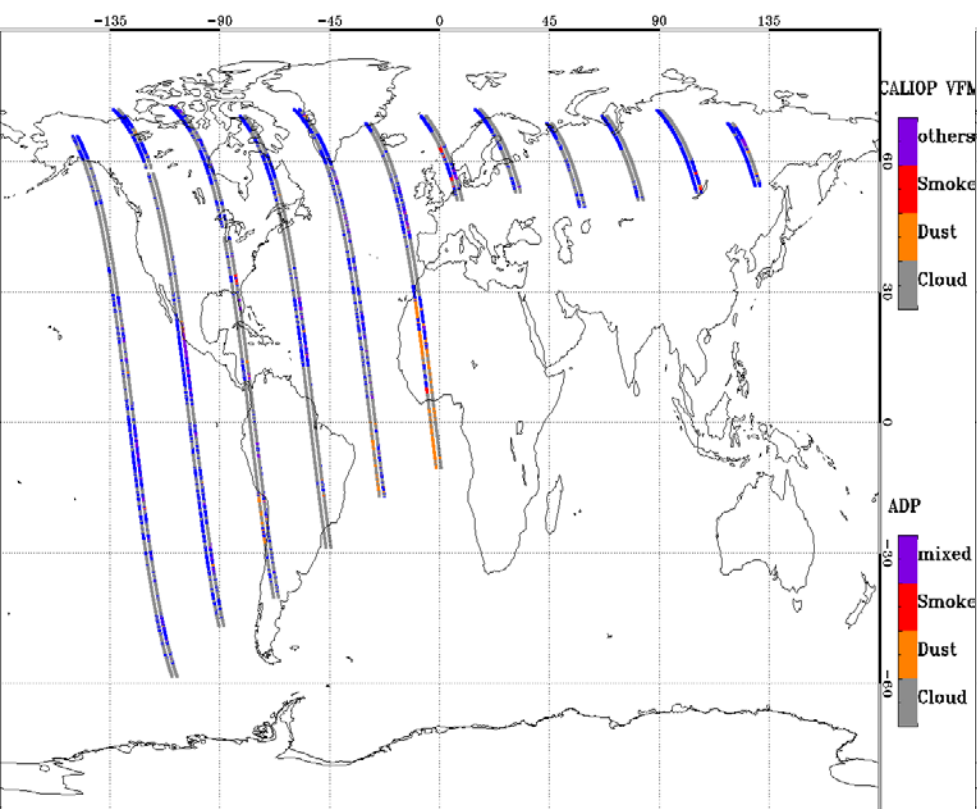 -135 -90 -45 0 45 90 135
CALIOP VFM
others
Smoke
Dust
Cloud
60
30
0
-30
-60
ADP
mixed
Smoke
Dust
Cloud